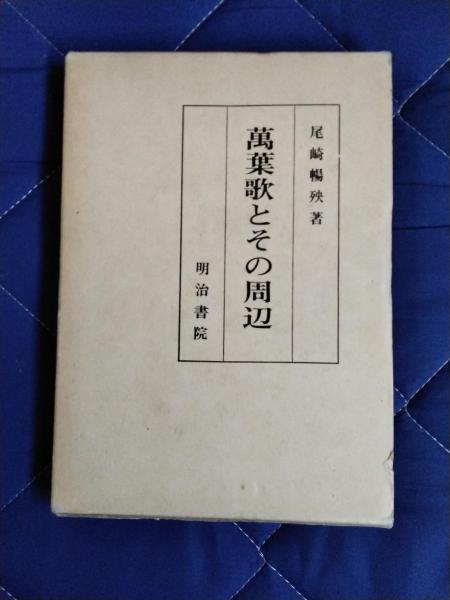 尾崎暢殃著
萬葉歌とその周辺
明治書院